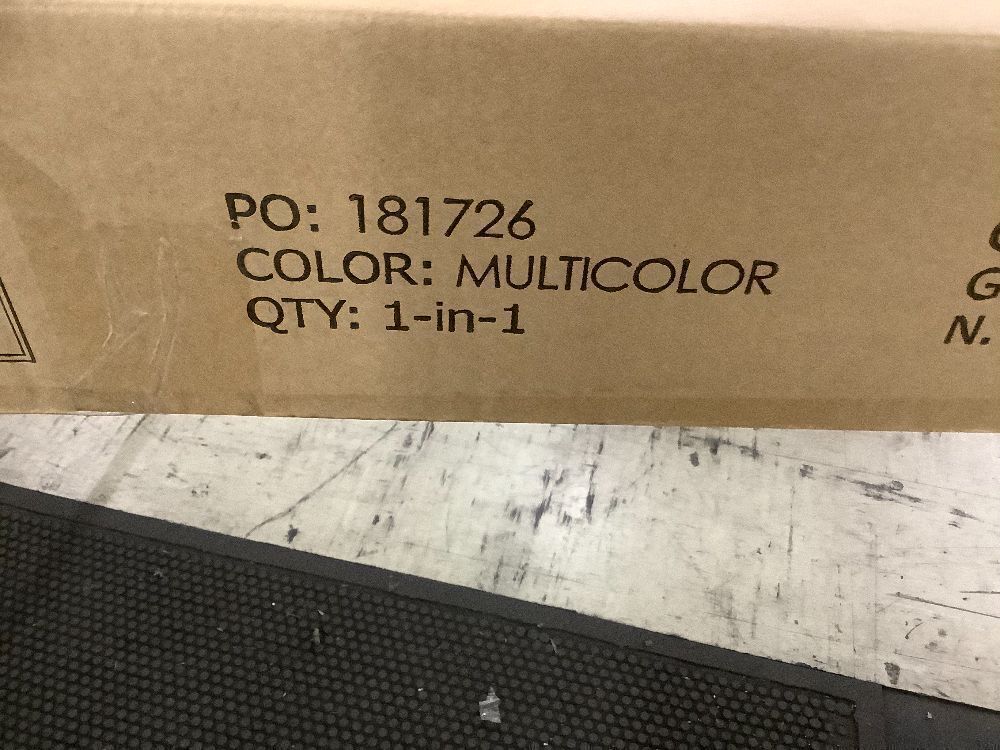 PO: 181726
COLOR: MULTICOLOR
QTY: 1-in-1
G
N.